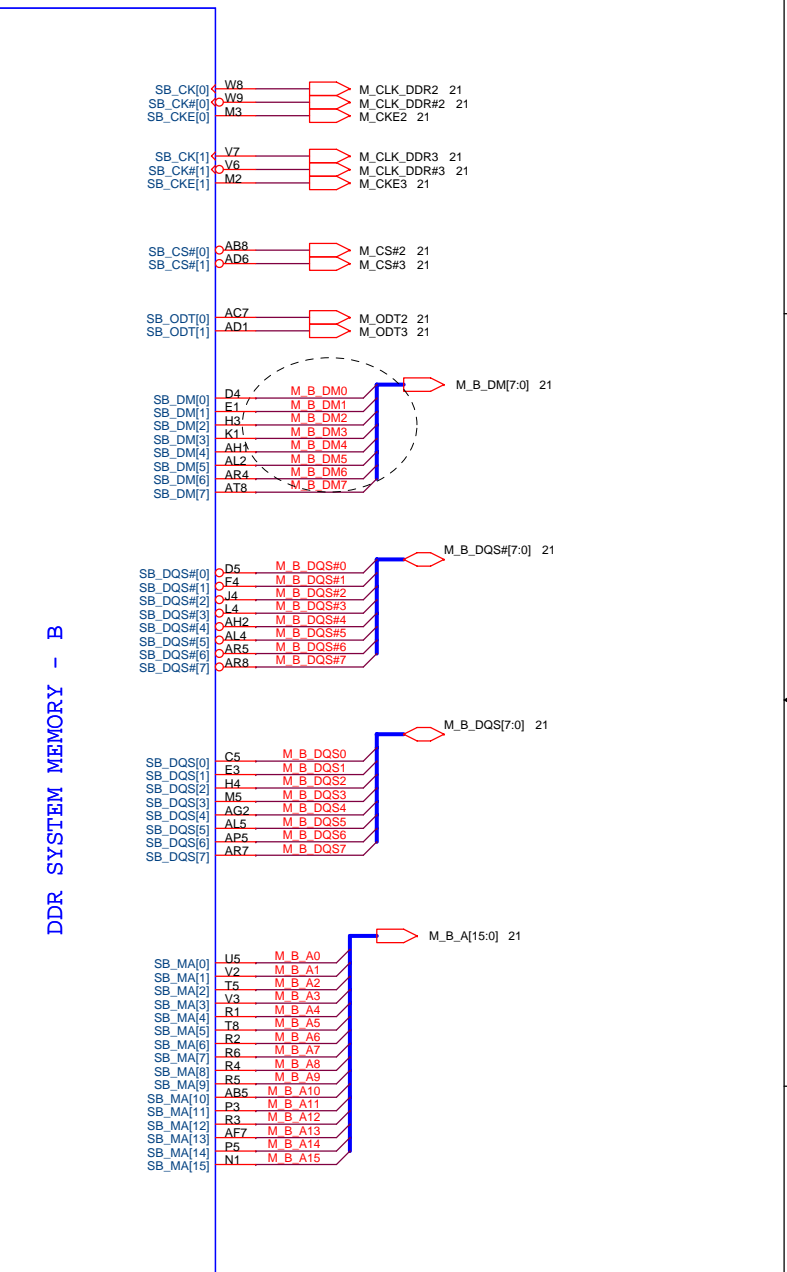 SB_CK[0] W8 M_CLK_DDR2 21
SB_CK#[0] W9 M_CLK_DDR#2 21
SB_CKE[0] M3 M_CKE2 21
SB_CK[1] V7 M_CLK_DDR3 21
SB_CK#[1] V6 M_CLK_DDR#3 21
SB_CKE[1] M2 M_CKE3 21
SB_CS#[0] AB8 M_CS#2 21
SB_CS#[1] AD6 M_CS#3 21
SB_ODT[0] AC7 M_ODT2 21
SB_ODT[1] AD1 M_ODT3 21
M_B_DM[7:0] 21
SB_DM[0] D4 M_B_DM0
SB_DM[1] E1 M_B_DM1
SB_DM[2] H3 M_B_DM2
SB_DM[3] K1 M_B_DM3
SB_DM[4] AH1 M_B_DM4
SB_DM[5] AL2 M_B_DM5
SB_DM[6] AR4 M_B_DM6
SB_DM[7] AT8 M_B_DM7
M_B_DQS#[7:0] 21
SB_DQS#[0] D5 M_B_DQS#0
SB_DQS#[1] F4 M_B_DQS#1
SB_DQS#[2] J4 M_B_DQS#2
SB_DQS#[3] L4 M_B_DQS#3
SB_DQS#[4] AH2 M_B_DQS#4
SB_DQS#[5] AL4 M_B_DQS#5
SB_DQS#[6] AR5 M_B_DQS#6
SB_DQS#[7] AR8 M_B_DQS#7
DDR SYSTEM MEMORY - B
M_B_DQS[7:0] 21
SB_DQS[0] C5 M_B_DQS0
SB_DQS[1] E3 M_B_DQS1
SB_DQS[2] H4 M_B_DQS2
SB_DQS[3] M5 M_B_DQS3
SB_DQS[4] AG2 M_B_DQS4
SB_DQS[5] AL5 M_B_DQS5
SB_DQS[6] AP5 M_B_DQS6
SB_DQS[7] AR7 M_B_DQS7
M_B_A[15:0] 21
SB_MA[0] U5 M_B_A0
SB_MA[1] V2 M_B_A1
SB_MA[2] T5 M_B_A2
SB_MA[3] V3 M_B_A3
SB_MA[4] R1 M_B_A4
SB_MA[5] T8 M_B_A5
SB_MA[6] R2 M_B_A6
SB_MA[7] R6 M_B_A7
SB_MA[8] R4 M_B_A8
SB_MA[9] R5 M_B_A9
SB_MA[10] AB5 M_B_A10
SB_MA[11] P3 M_B_A11
SB_MA[12] R3 M_B_A12
SB_MA[13] AF7 M_B_A13
SB_MA[14] P5 M_B_A14
SB_MA[15] N1 M_B_A15